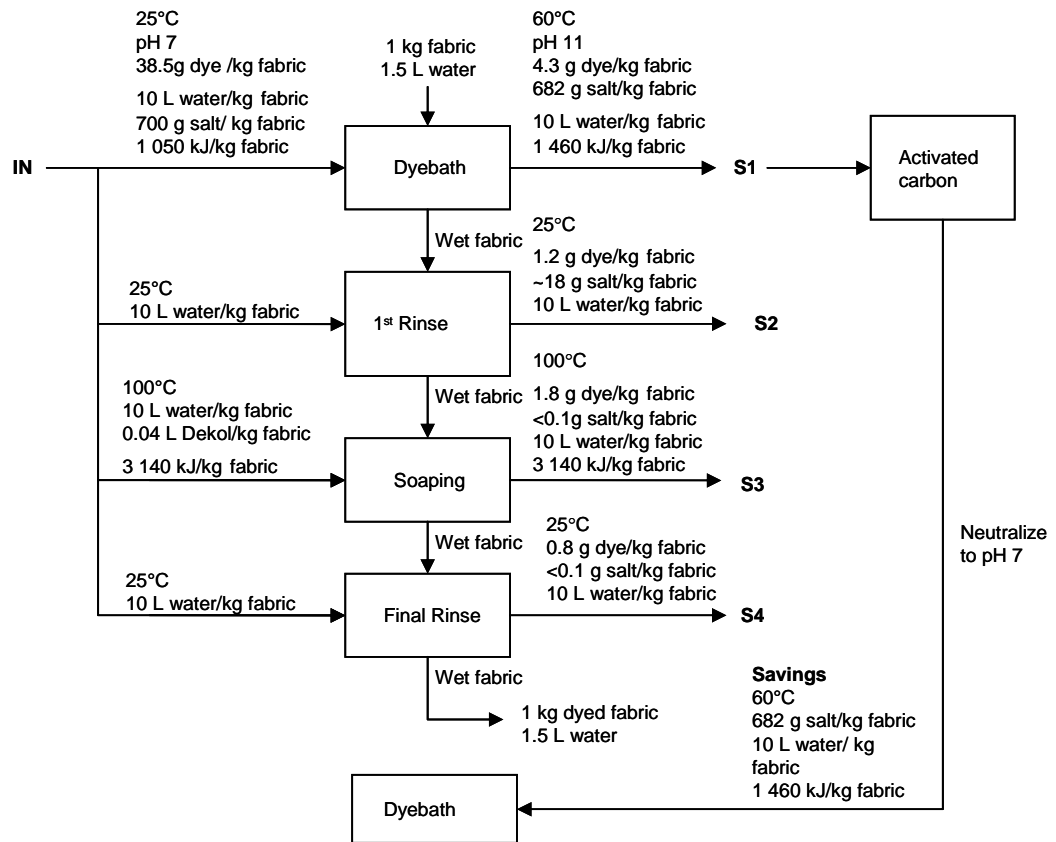 25°C
pH 7
38.5g dye /kg fabric
10 L water/kg fabric
700 g salt/ kg fabric
1 050 kJ/kg fabric
1 kg fabric
1.5 L water
60°C
pH 11
4.3 g dye/kg fabric
682 g salt/kg fabric
10 L water/kg fabric
1 460 kJ/kg fabric
IN
Dyebath
S1
Activated
carbon
Wet fabric
25°C
1.2 g dye/kg fabric
~18 g salt/kg fabric
10 L water/kg fabric
25°C
10 L water/kg fabric
1st Rinse
S2
Wet fabric
100°C
1.8 g dye/kg fabric
<0.1g salt/kg fabric
10 L water/kg fabric
3 140 kJ/kg fabric
100°C
10 L water/kg fabric
0.04 L Dekol/kg fabric
3 140 kJ/kg fabric
Soaping
S3
Wet fabric
25°C
0.8 g dye/kg fabric
<0.1 g salt/kg fabric
10 L water/kg fabric
Neutralize
to pH 7
25°C
10 L water/kg fabric
Final Rinse
S4
Wet fabric
1 kg dyed fabric
1.5 L water
Savings
60°C
682 g salt/kg fabric
10 L water/ kg
fabric
1 460 kJ/kg fabric
Dyebath